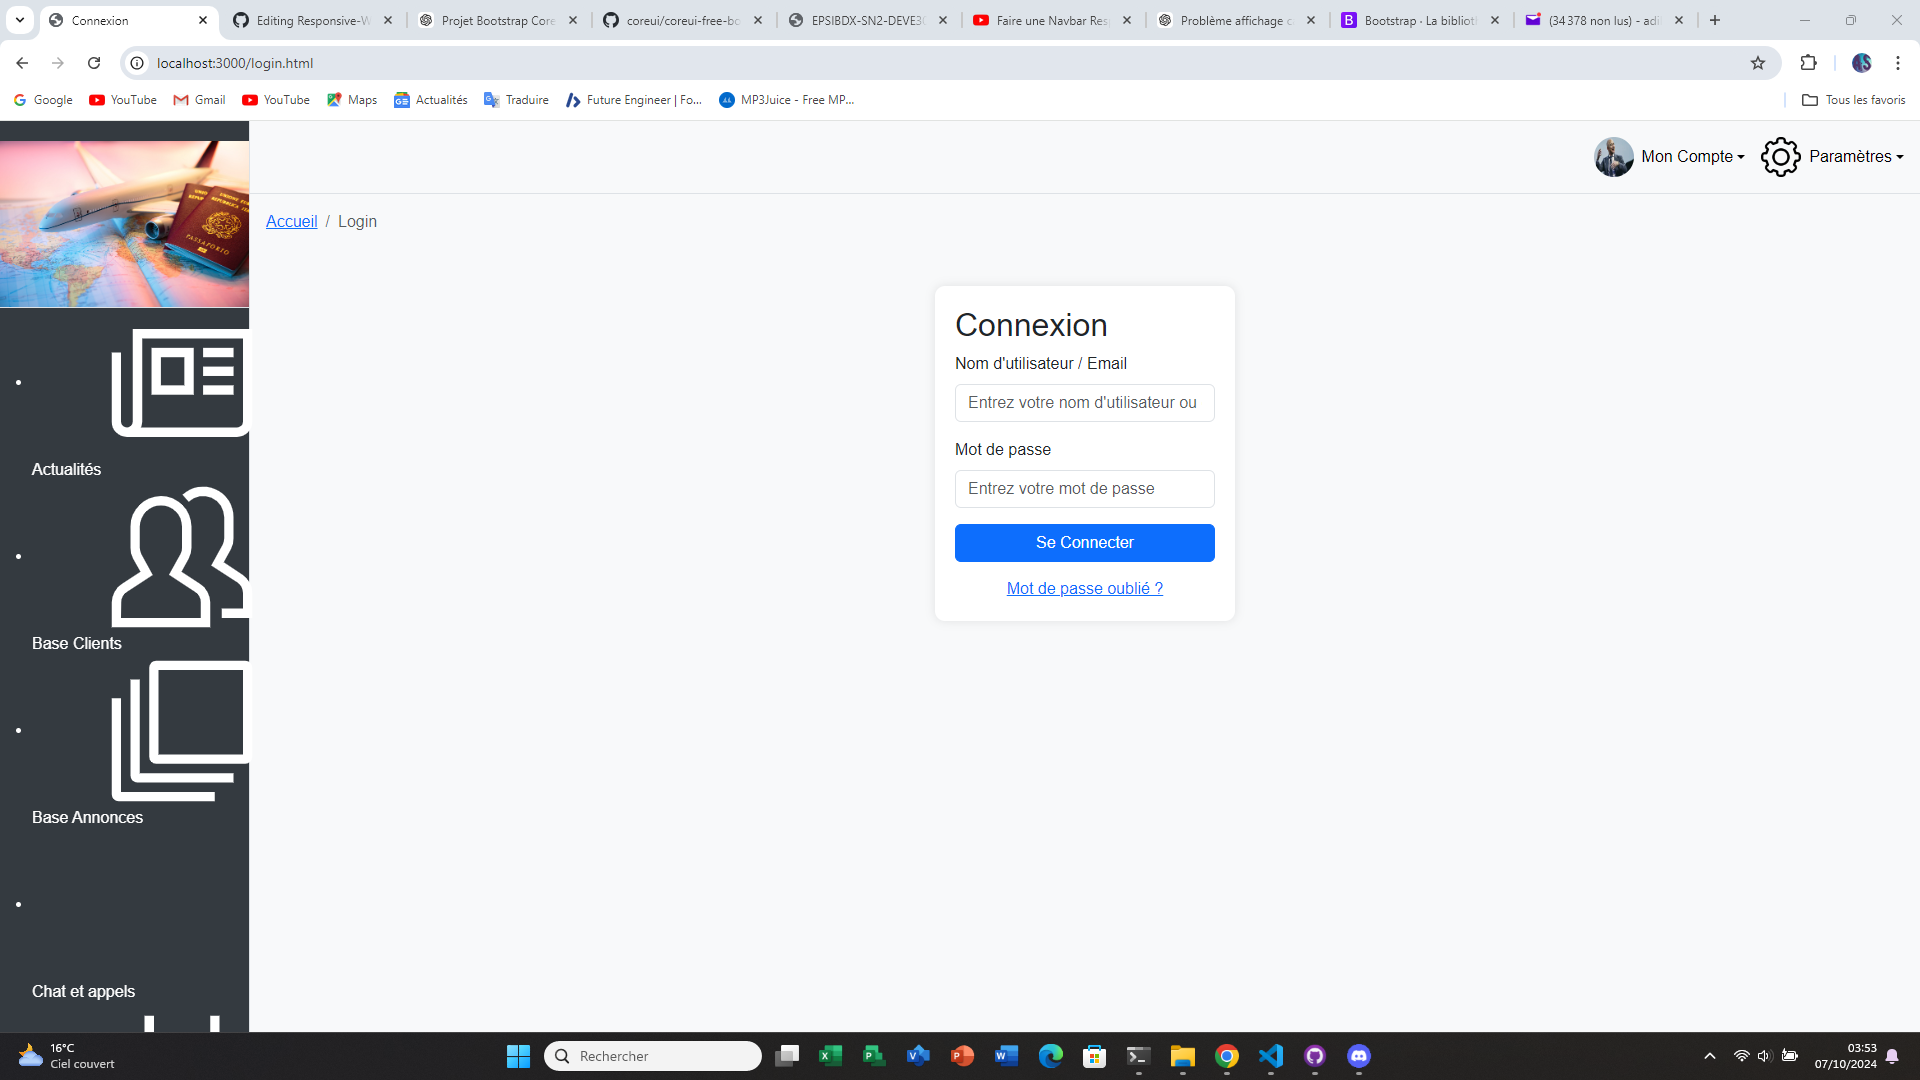 Connexion
Editing Responsive-W
Projet Bootstrap Core
coreui/coreui-free-bo
EPSIBDX-SN2-DEVE3
Faire une Navbar Res
Problème affichage c
Bootstrap · La bibliot
(34 378 non lus) - adi
localhost:3000/login.html
Google
YouTube
Gmail
YouTube
Maps
Actualités
Traduire
Future Engineer | Fo...
MP3Juice - Free MP...
Tous les favoris
Mon Compte
Paramètres
Accueil / Login
PASSAPORTO
Connexion
Nom d'utilisateur / Email
Entrez votre nom d'utilisateur ou
Mot de passe
Entrez votre mot de passe
Se Connecter
Mot de passe oublié ?
Actualités
Base Clients
Base Annonces
Chat et appels
16°C
Ciel couvert
Rechercher
03:53
07/10/2024